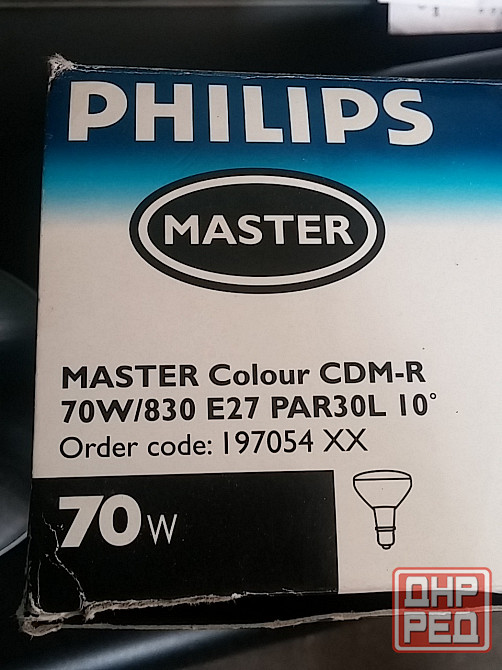 PHILIPS
MASTER
MASTER Colour CDM-R
70W/830 E27 PAR30L 10°
Order code: 197054 XX
70W
ДНР
РЕД